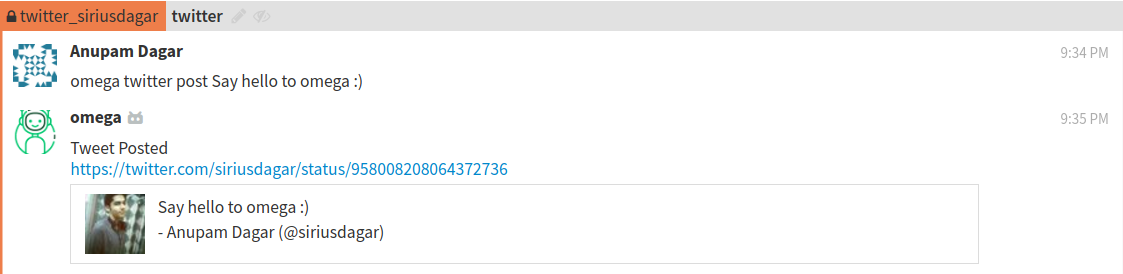 twitter_siriusdagar twitter
Anupam Dagar 9:34 PM
omega twitter post Say hello to omega :)
omega 9:35 PM
Tweet Posted
https://twitter.com/siriusdagar/status/958008208064372736
Say hello to omega :)
- Anupam Dagar (@siriusdagar)